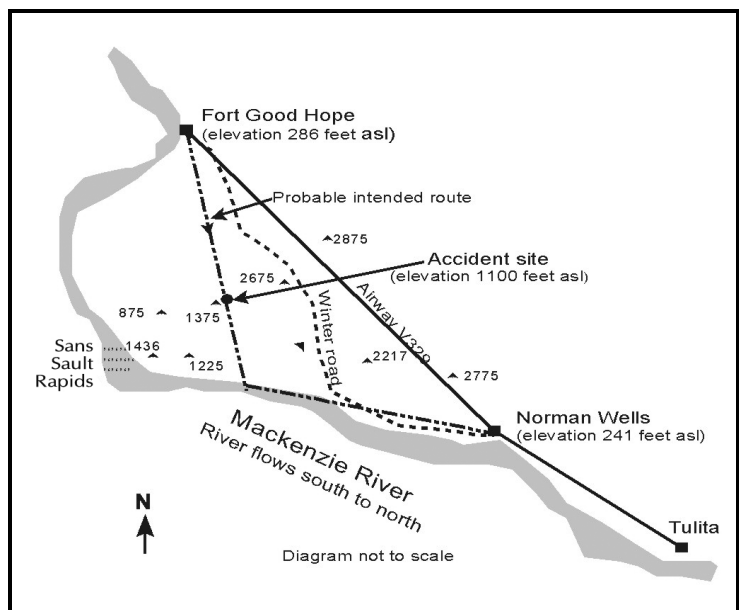 Fort Good Hope
(elevation 286 feet asl)
Probable intended route
2875
Accident site
(elevation 1100 feet asl)
2675
Airway V329
875
1375
Winter road
Sans
Sault
Rapids
1436
1225
2217
2775
Norman Wells
(elevation 241 feet asl)
Mackenzie River
River flows south to north
N
Tulita
Diagram not to scale